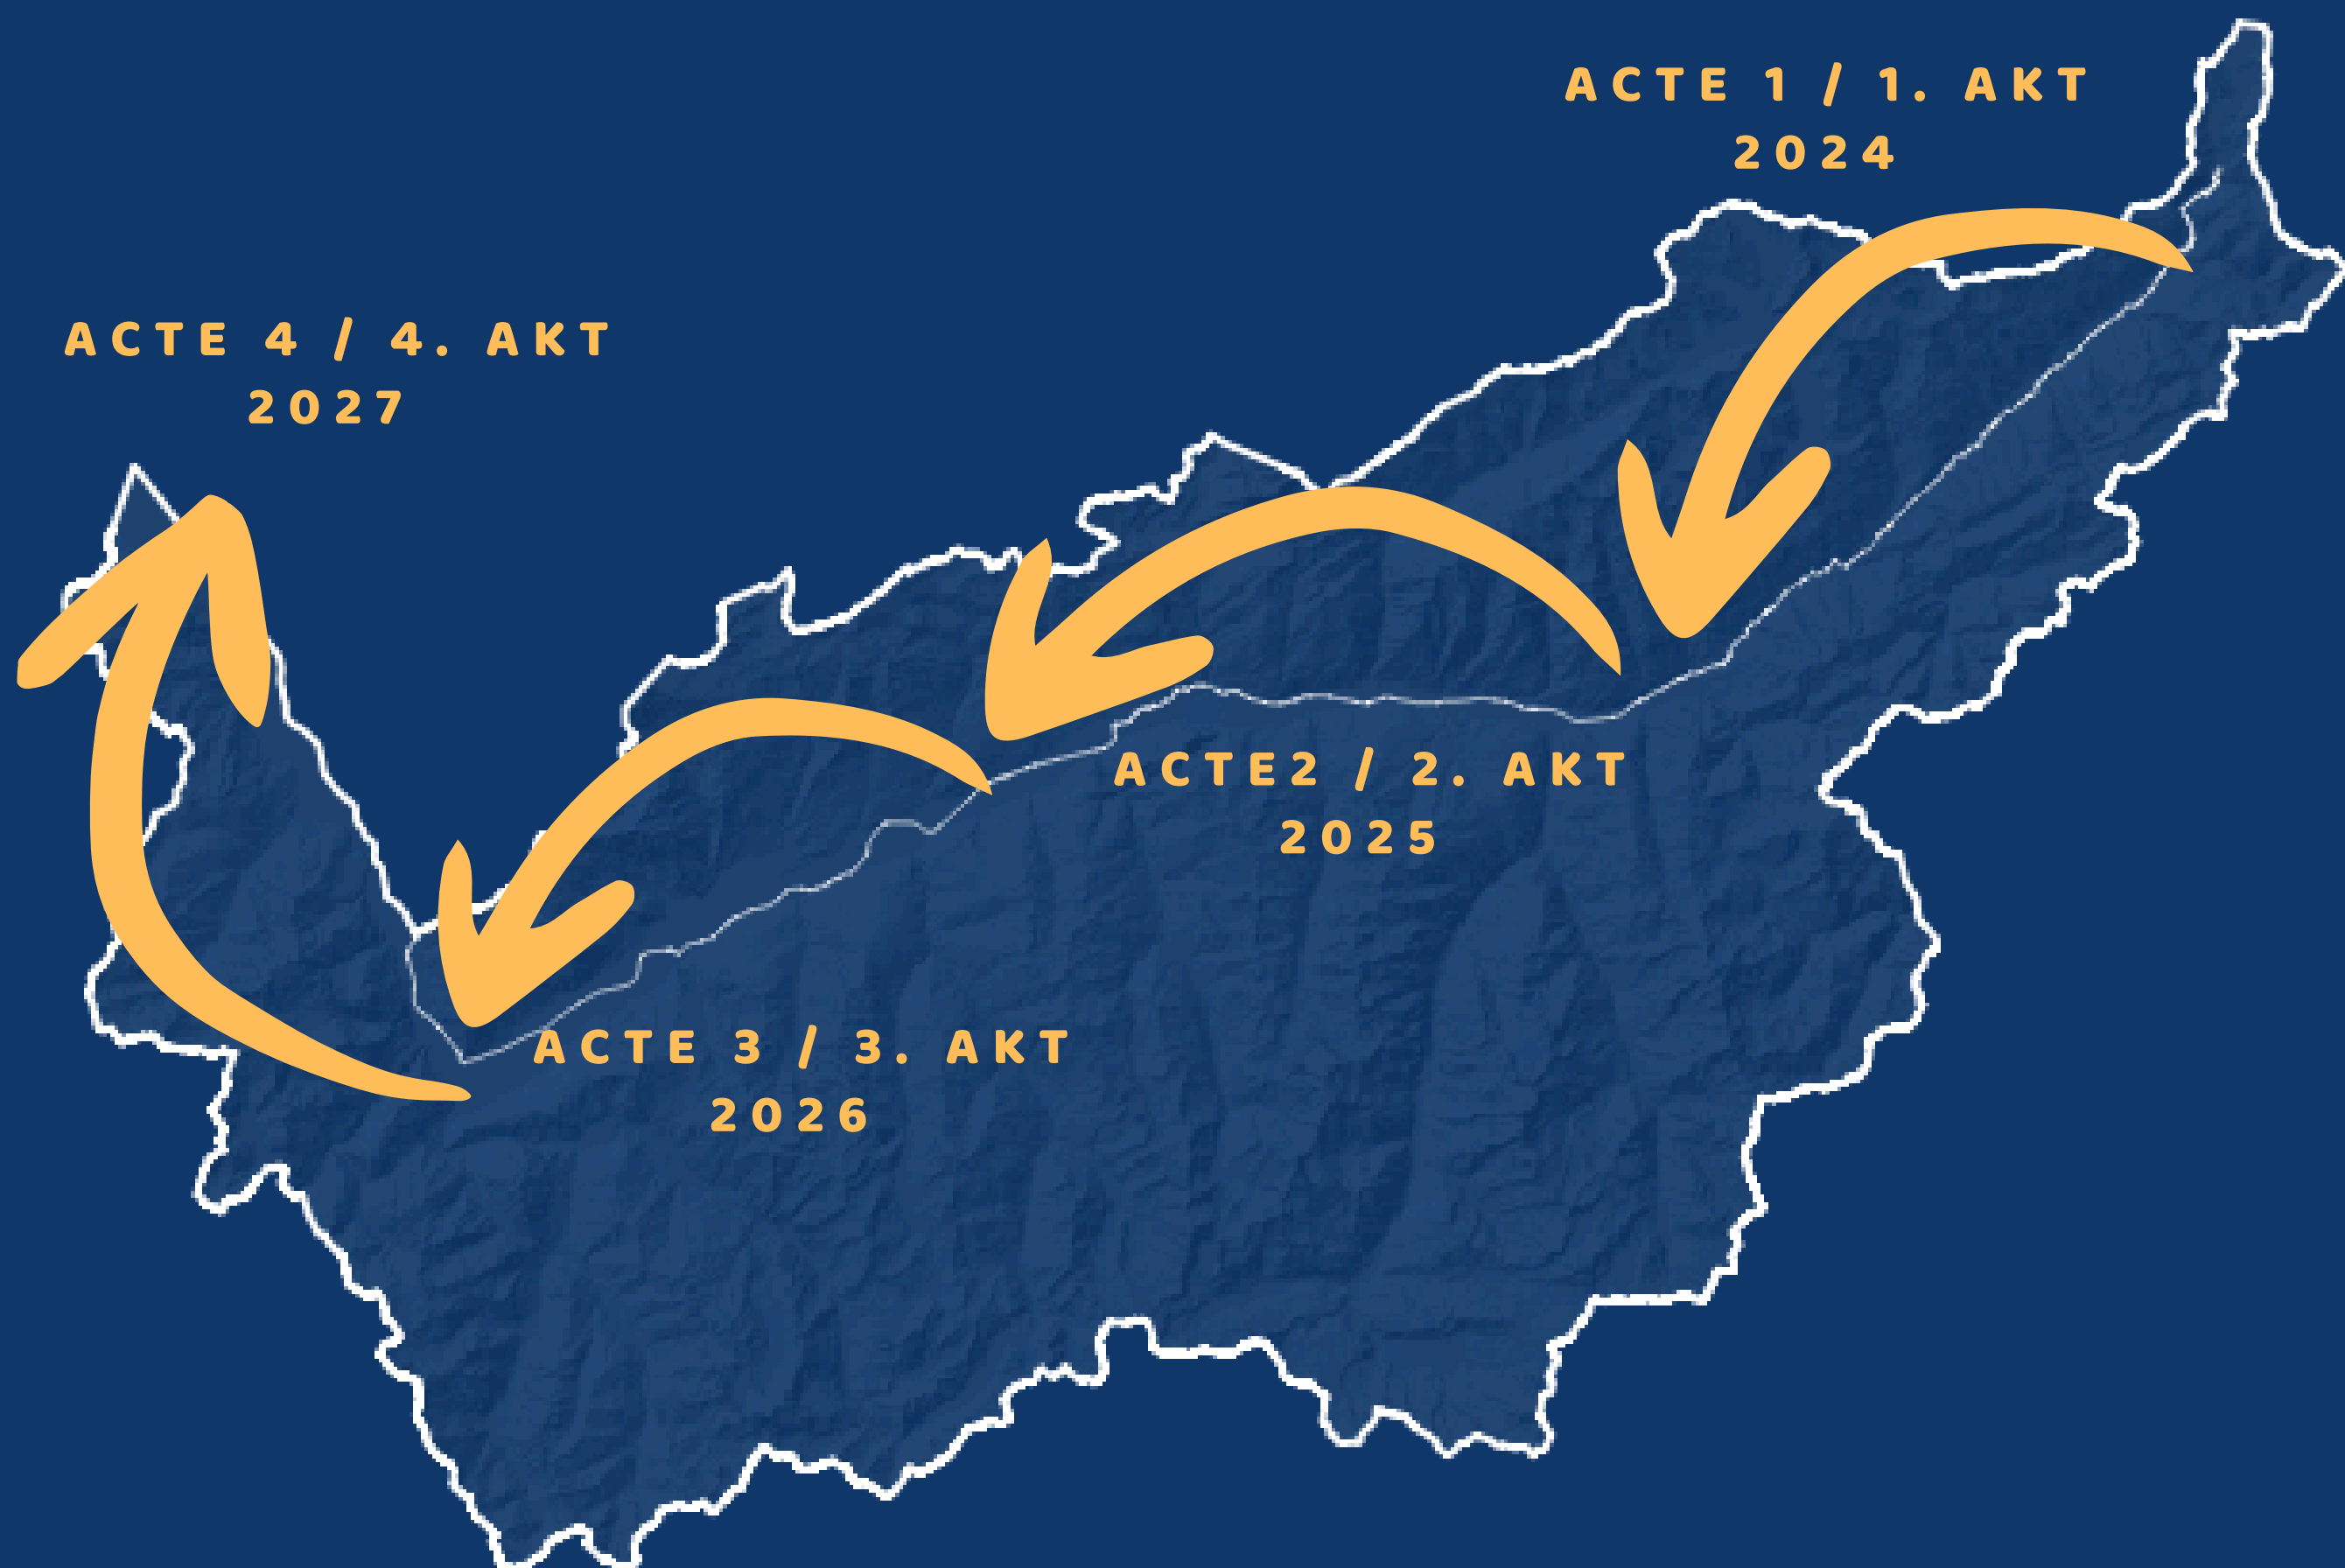 ACTE 1 / 1. AKT
2024
ACTE 4 / 4. AKT
2027
ACTE2 / 2. AKT
2025
ACTE 3 / 3. AKT
2026